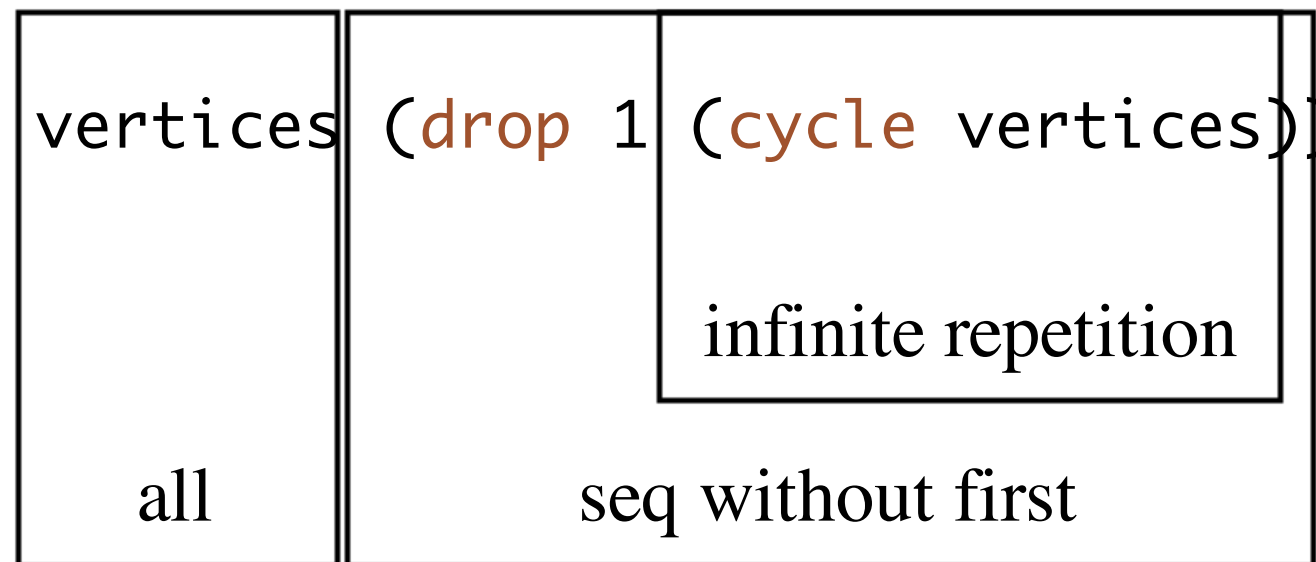 vertices (drop 1 (cycle vertices))
infinite repetition
all seq without first